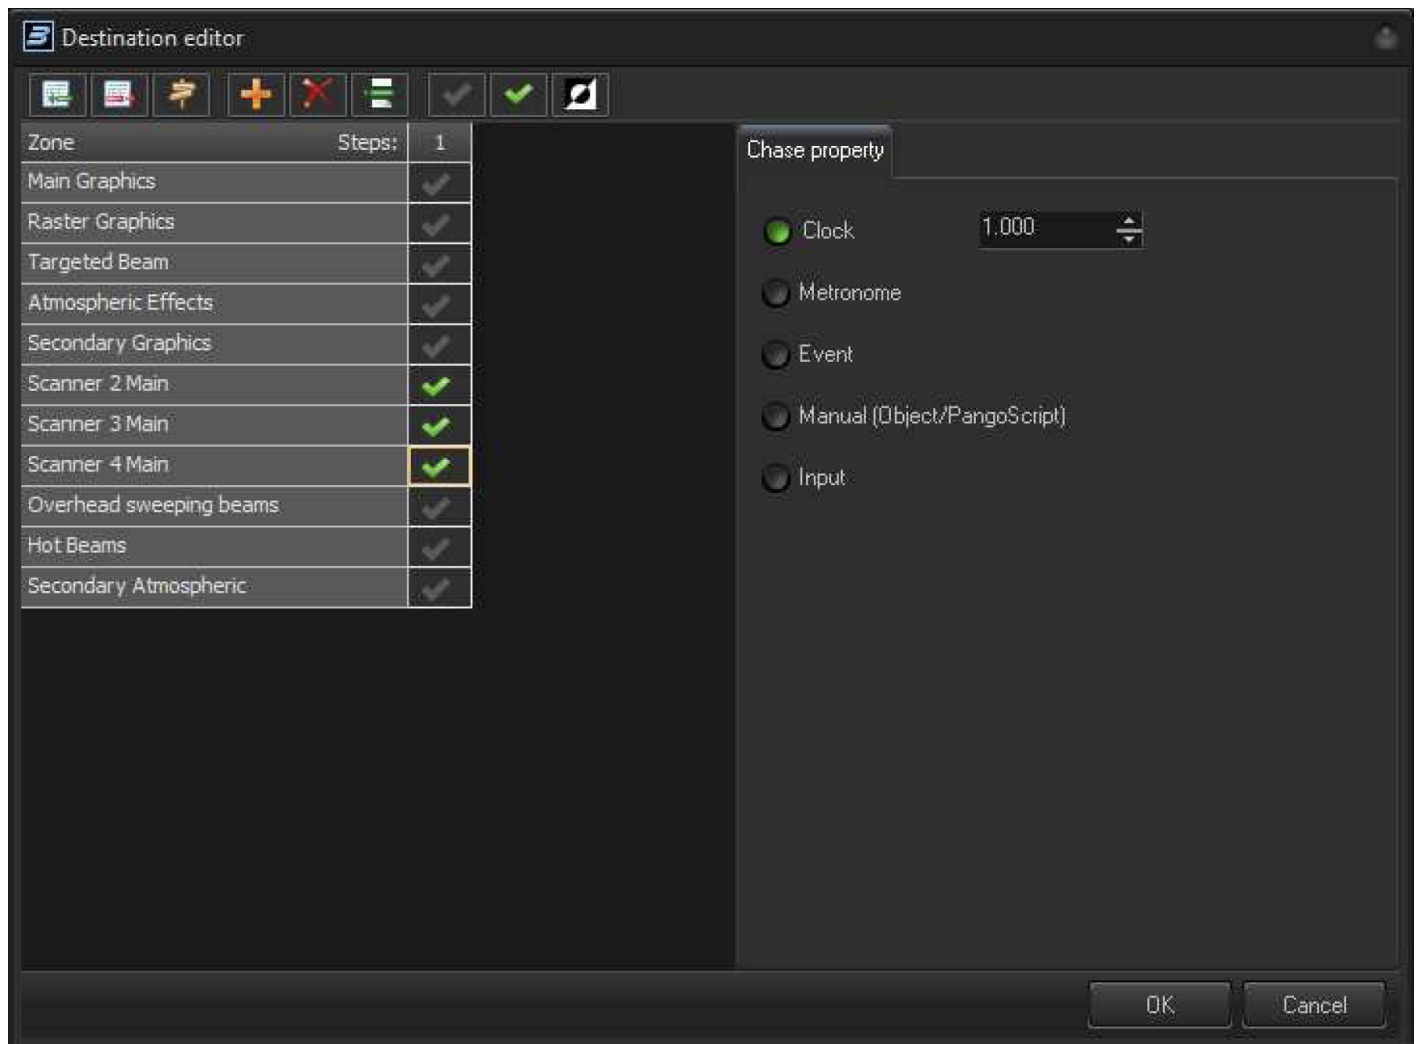 Destination editor
Zone Steps: 1
Main Graphics
Raster Graphics
Targeted Beam
Atmospheric Effects
Secondary Graphics
Scanner 2 Main
Scanner 3 Main
Scanner 4 Main
Overhead sweeping beams
Hot Beams
Secondary Atmospheric
Chase property
Clock 1.000
Metronome
Event
Manual (Object/PangoScript)
Input
OK Cancel